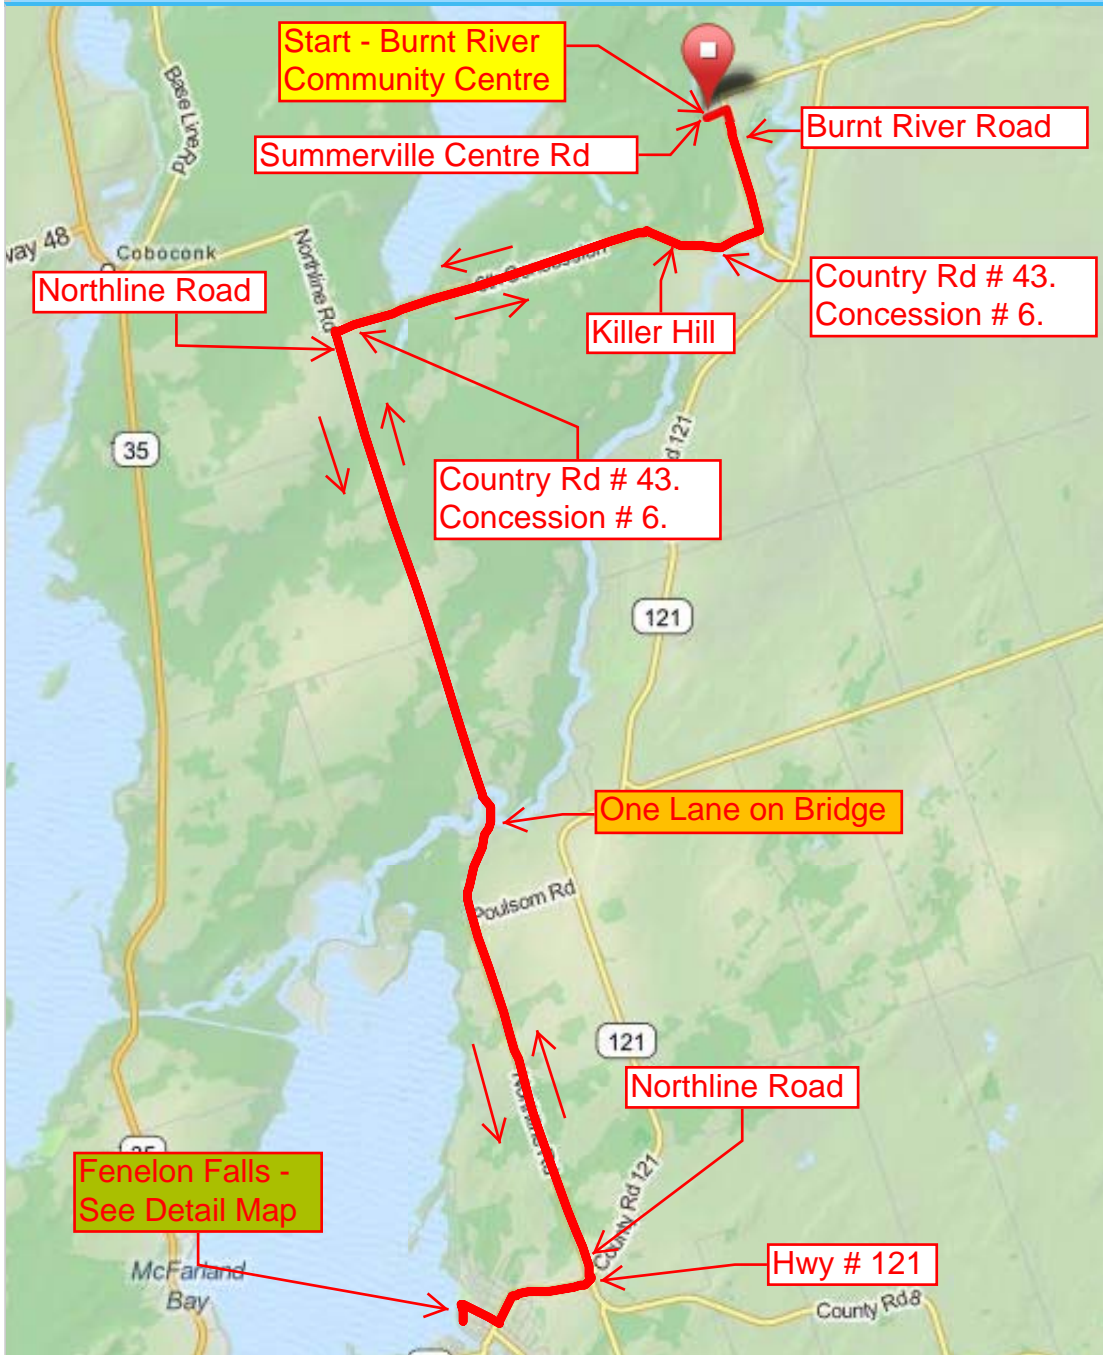 Start - Burnt River
Community Centre
Base Line Rd
Burnt River Road
Summerville Centre Rd
way 48
Coboconk
Northline Rd
Northline Road
Country Rd # 43.
Concession # 6.
Killer Hill
35
Country Rd # 43.
Concession # 6.
d 121
121
One Lane on Bridge
Poulsom Rd
121
Northline Road
Northline Rd
35
Fenelon Falls -
See Detail Map
County Rd 121
McFarland
Bay
Hwy # 121
County Rd 8